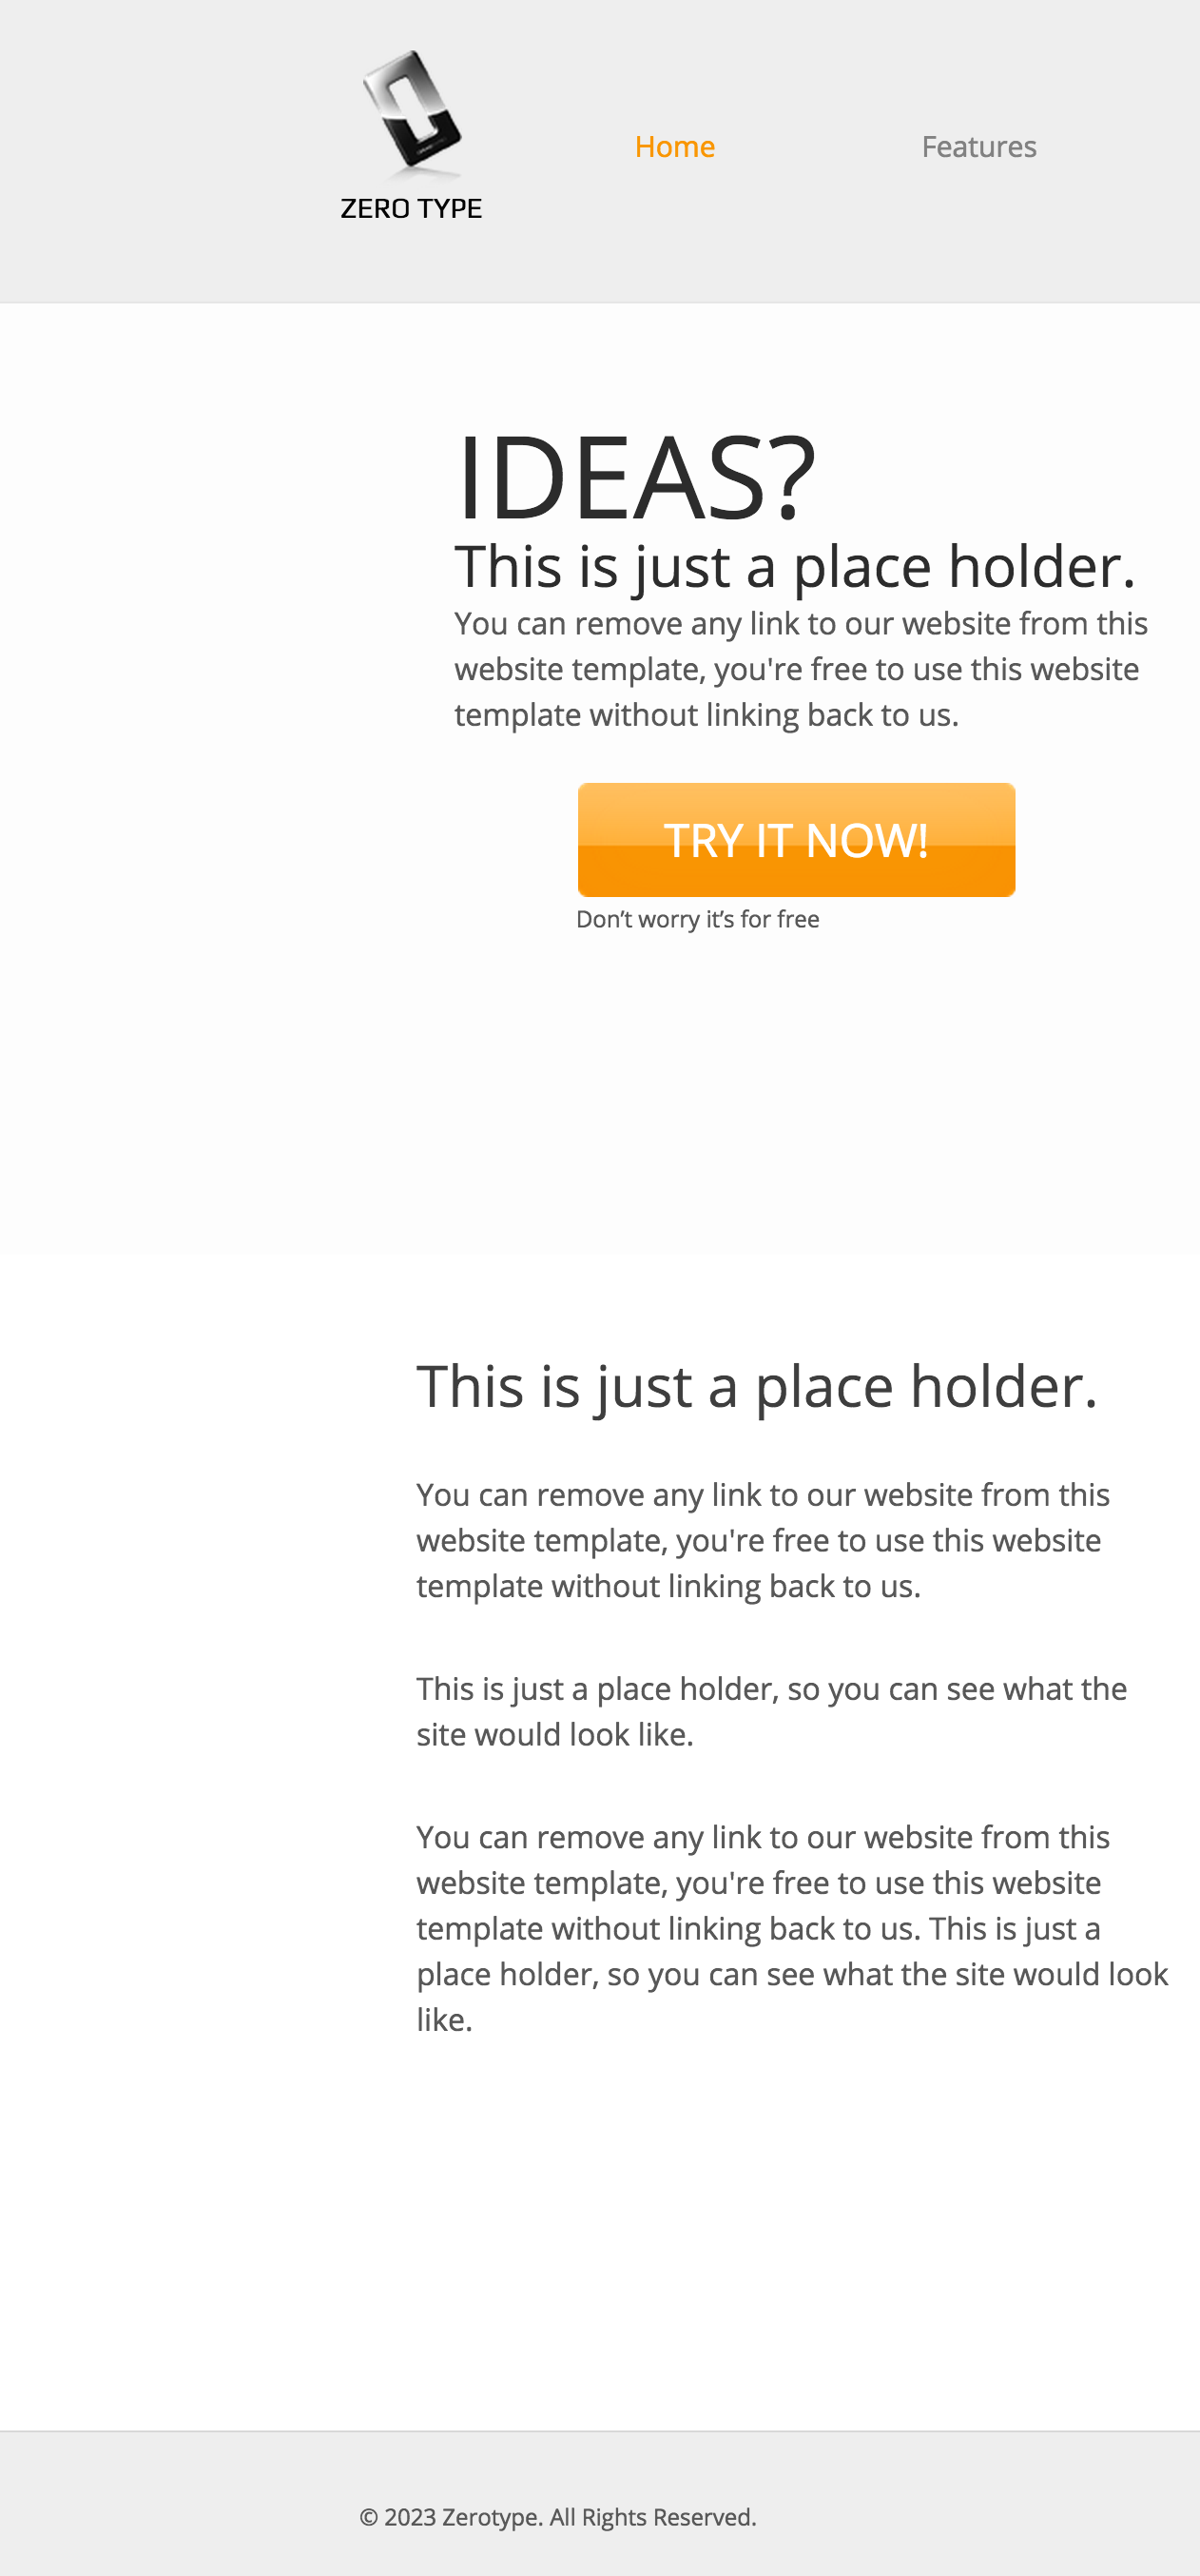 ZERO TYPE
Home
Features
IDEAS?
This is just a place holder.
You can remove any link to our website from this
website template, you're free to use this website
template without linking back to us.
TRY IT NOW!
Don’t worry it’s for free
This is just a place holder.
You can remove any link to our website from this
website template, you're free to use this website
template without linking back to us.
This is just a place holder, so you can see what the
site would look like.
You can remove any link to our website from this
website template, you're free to use this website
template without linking back to us. This is just a
place holder, so you can see what the site would look
like.
© 2023 Zerotype. All Rights Reserved.